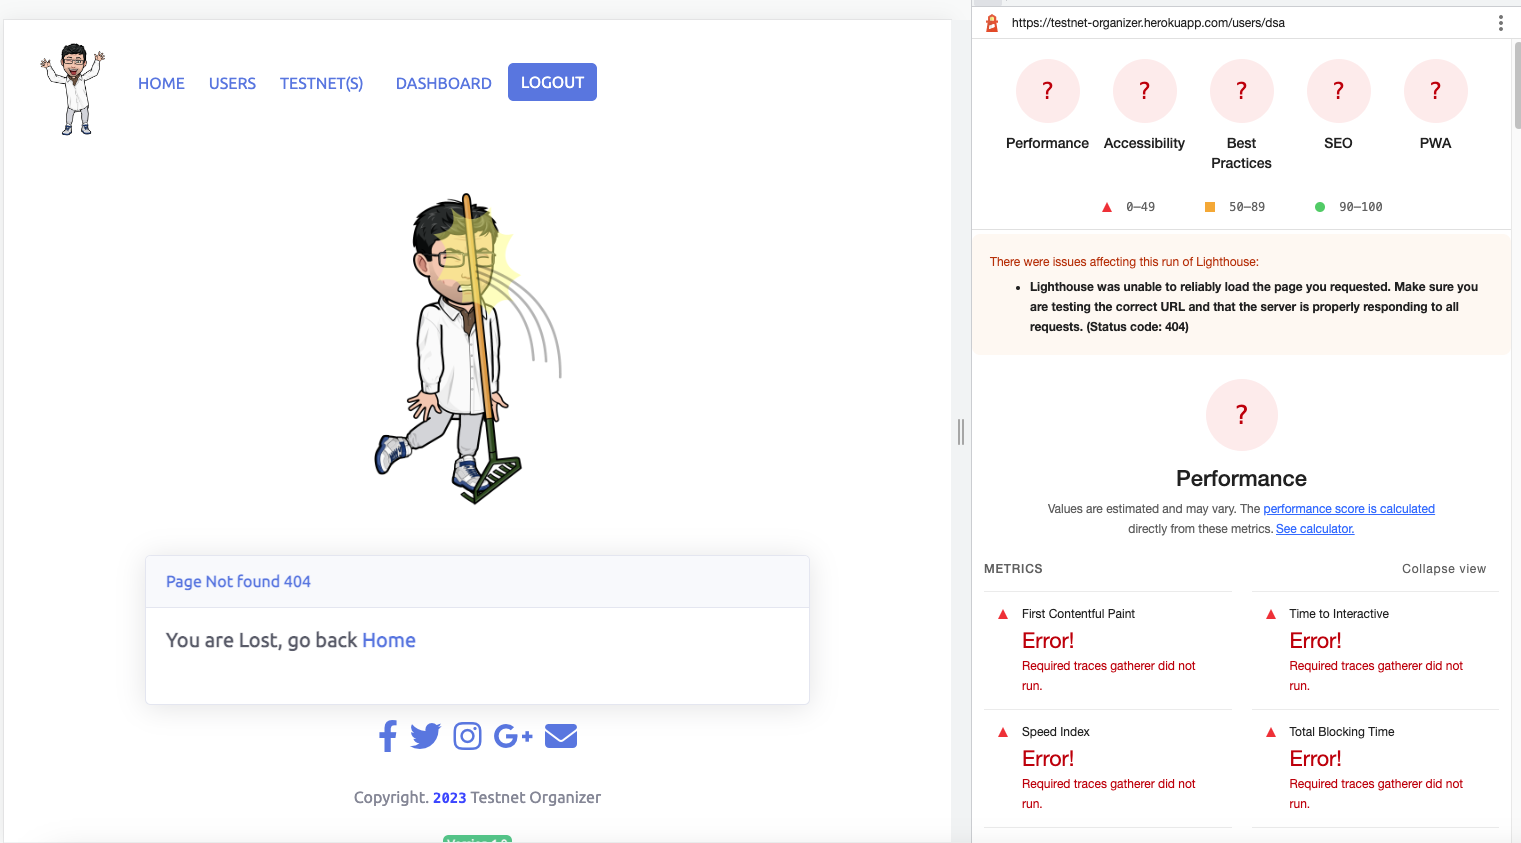 HOME USERS TESTNET(S) DASHBOARD LOGOUT
Page Not found 404
You are Lost, go back Home
Copyright. 2023 Testnet Organizer
https://testnet-organizer.herokuapp.com/users/dsa
? ? ? ? ?
Performance Accessibility Best Practices SEO PWA
0–49 50–89 90–100
There were issues affecting this run of Lighthouse:
• Lighthouse was unable to reliably load the page you requested. Make sure you
are testing the correct URL and that the server is properly responding to all
requests. (Status code: 404)
?
Performance
Values are estimated and may vary. The performance score is calculated
directly from these metrics. See calculator.
METRICS Collapse view
First Contentful Paint
Error!
Required traces gatherer did not
run.
Time to Interactive
Error!
Required traces gatherer did not
run.
Speed Index
Error!
Required traces gatherer did not
run.
Total Blocking Time
Error!
Required traces gatherer did not
run.